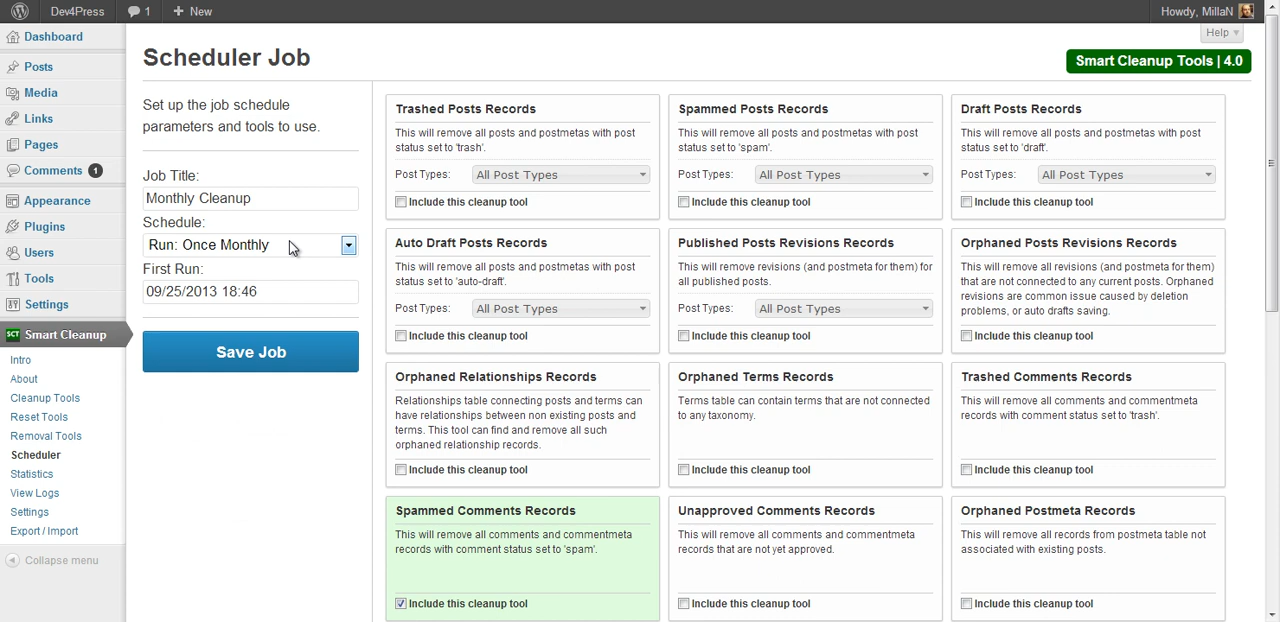 Dev4Press 1 New Howdy, MillaN
Help
Dashboard
Posts
Media
Links
Pages
Comments 1
Appearance
Plugins
Users
Tools
Settings
SCT Smart Cleanup
Intro
About
Cleanup Tools
Reset Tools
Removal Tools
Scheduler
Statistics
View Logs
Settings
Export / Import
Collapse menu
Scheduler Job
Smart Cleanup Tools | 4.0
Set up the job schedule
parameters and tools to use.
Job Title:
Monthly Cleanup
Schedule:
Run: Once Monthly
First Run:
09/25/2013 18:46
Save Job
Trashed Posts Records
This will remove all posts and postmetas with post
status set to 'trash'.
Post Types: All Post Types
Include this cleanup tool
Spammed Posts Records
This will remove all posts and postmetas with post
status set to 'spam'.
Post Types: All Post Types
Include this cleanup tool
Draft Posts Records
This will remove all posts and postmetas with post
status set to 'draft'.
Post Types: All Post Types
Include this cleanup tool
Auto Draft Posts Records
This will remove all posts and postmetas with post
status set to 'auto-draft'.
Post Types: All Post Types
Include this cleanup tool
Published Posts Revisions Records
This will remove revisions (and postmeta for them) for
all published posts.
Post Types: All Post Types
Include this cleanup tool
Orphaned Posts Revisions Records
This will remove all revisions (and postmeta for them)
that are not connected to any current posts. Orphaned
revisions are common issue caused by deletion
problems, or auto drafts saving.
Include this cleanup tool
Orphaned Relationships Records
Relationships table connecting posts and terms can
have relationships between non existing posts and
terms. This tool can find and remove all such
orphaned relationship records.
Include this cleanup tool
Orphaned Terms Records
Terms table can contain terms that are not connected
to any taxonomy.
Include this cleanup tool
Trashed Comments Records
This will remove all comments and commentmeta
records with comment status set to 'trash'.
Include this cleanup tool
Spammed Comments Records
This will remove all comments and commentmeta
records with comment status set to 'spam'.
Include this cleanup tool
Unapproved Comments Records
This will remove all comments and commentmeta
records that are not yet approved.
Include this cleanup tool
Orphaned Postmeta Records
This will remove all records from postmeta table not
associated with existing posts.
Include this cleanup tool